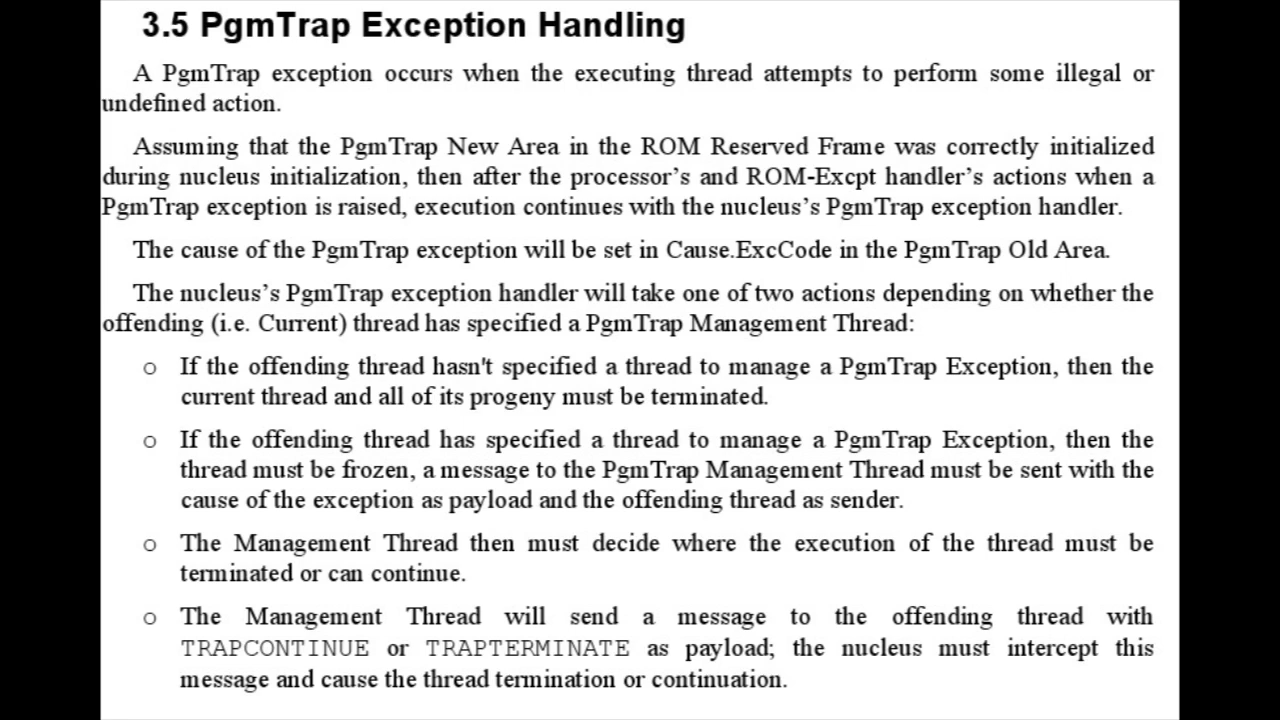 3.5 PgmTrap Exception Handling
A PgmTrap exception occurs when the executing thread attempts to perform some illegal or
undefined action.
Assuming that the PgmTrap New Area in the ROM Reserved Frame was correctly initialized
during nucleus initialization, then after the processor's and ROM-Excpt handler's actions when a
PgmTrap exception is raised, execution continues with the nucleus's PgmTrap exception handler.
The cause of the PgmTrap exception will be set in Cause.ExcCode in the PgmTrap Old Area.
The nucleus's PgmTrap exception handler will take one of two actions depending on whether the
offending (i.e. Current) thread has specified a PgmTrap Management Thread:
o If the offending thread hasn't specified a thread to manage a PgmTrap Exception, then the
current thread and all of its progeny must be terminated.
o If the offending thread has specified a thread to manage a PgmTrap Exception, then the
thread must be frozen, a message to the PgmTrap Management Thread must be sent with the
cause of the exception as payload and the offending thread as sender.
o The Management Thread then must decide where the execution of the thread must be
terminated or can continue.
o The Management Thread will send a message to the offending thread with
TRAPCONTINUE or TRAPTERMINATE as payload; the nucleus must intercept this
message and cause the thread termination or continuation.